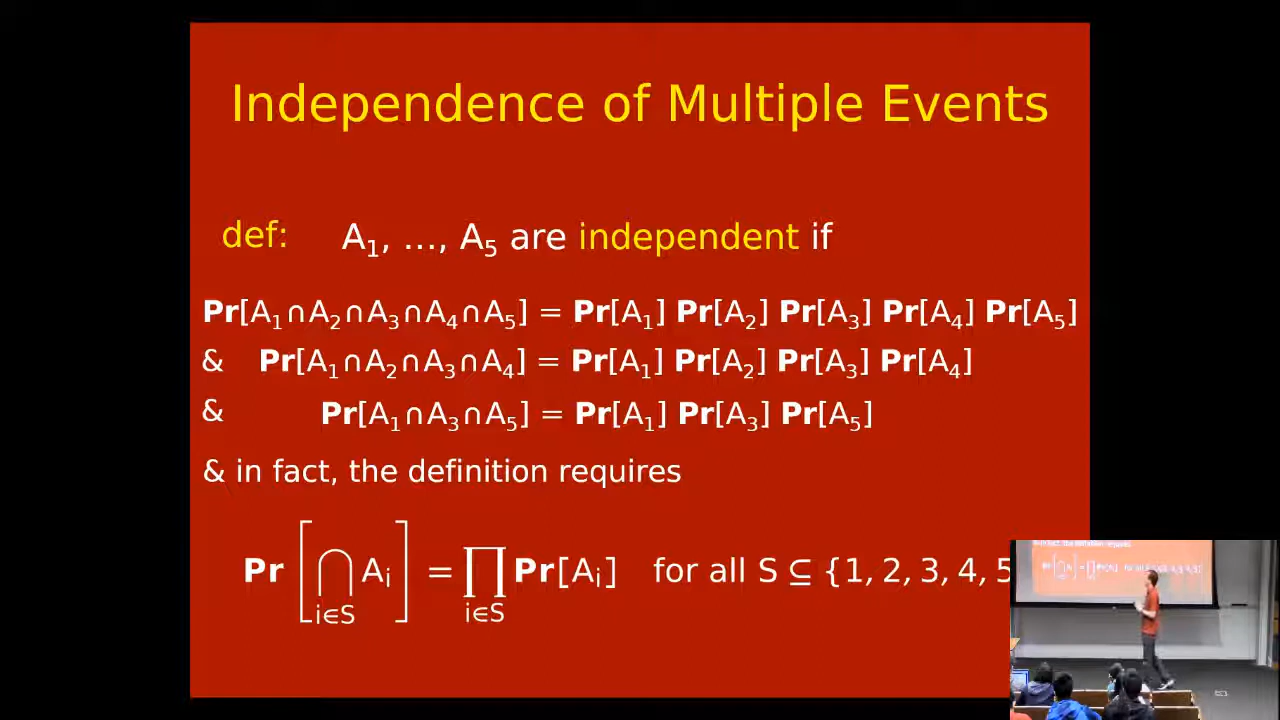 Independence of Multiple Events
def: A₁, ..., A₅ are independent if
Pr[A₁∩A₂∩A₃∩A₄∩A₅] = Pr[A₁] Pr[A₂] Pr[A₃] Pr[A₄] Pr[A₅]
& Pr[A₁∩A₂∩A₃∩A₄] = Pr[A₁] Pr[A₂] Pr[A₃] Pr[A₄]
& Pr[A₁∩A₃∩A₅] = Pr[A₁] Pr[A₃] Pr[A₅]
& in fact, the definition requires
Pr [⋂ i∈S Aᵢ] = ∏ i∈S Pr[Aᵢ] for all S ⊆ {1, 2, 3, 4, 5